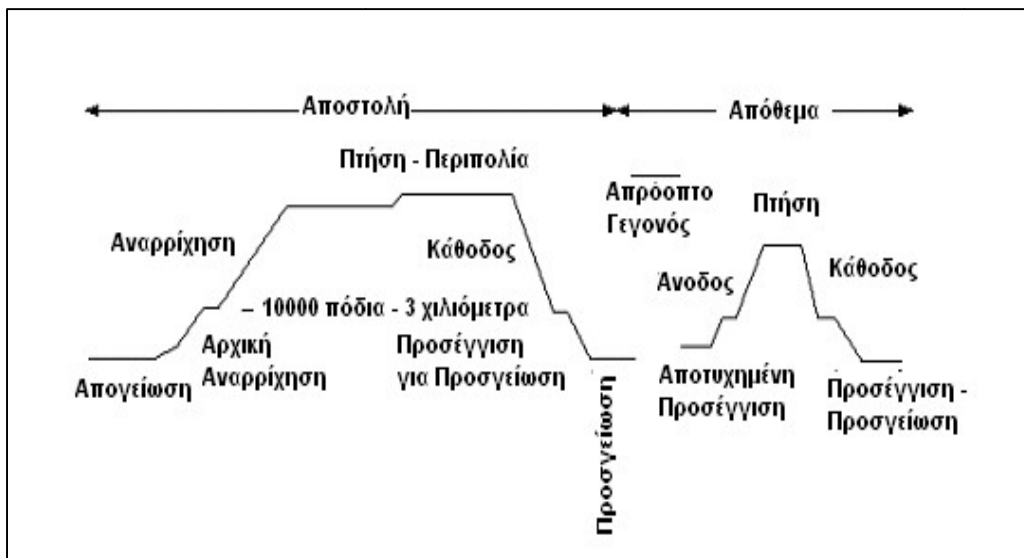 Αποστολή
Απόθεμα
Πτήση - Περιπολία
Απρόοπτο
Γεγονός
Πτήση
Αναρρίχηση
Κάθοδος
Άνοδος
Κάθοδος
– 10000 πόδια - 3 χιλιόμετρα
Απογείωση
Αρχική
Αναρρίχηση
Προσέγγιση
για Προσγείωση
Προσγείωση
Αποτυχημένη
Προσέγγιση
Προσέγγιση -
Προσγείωση